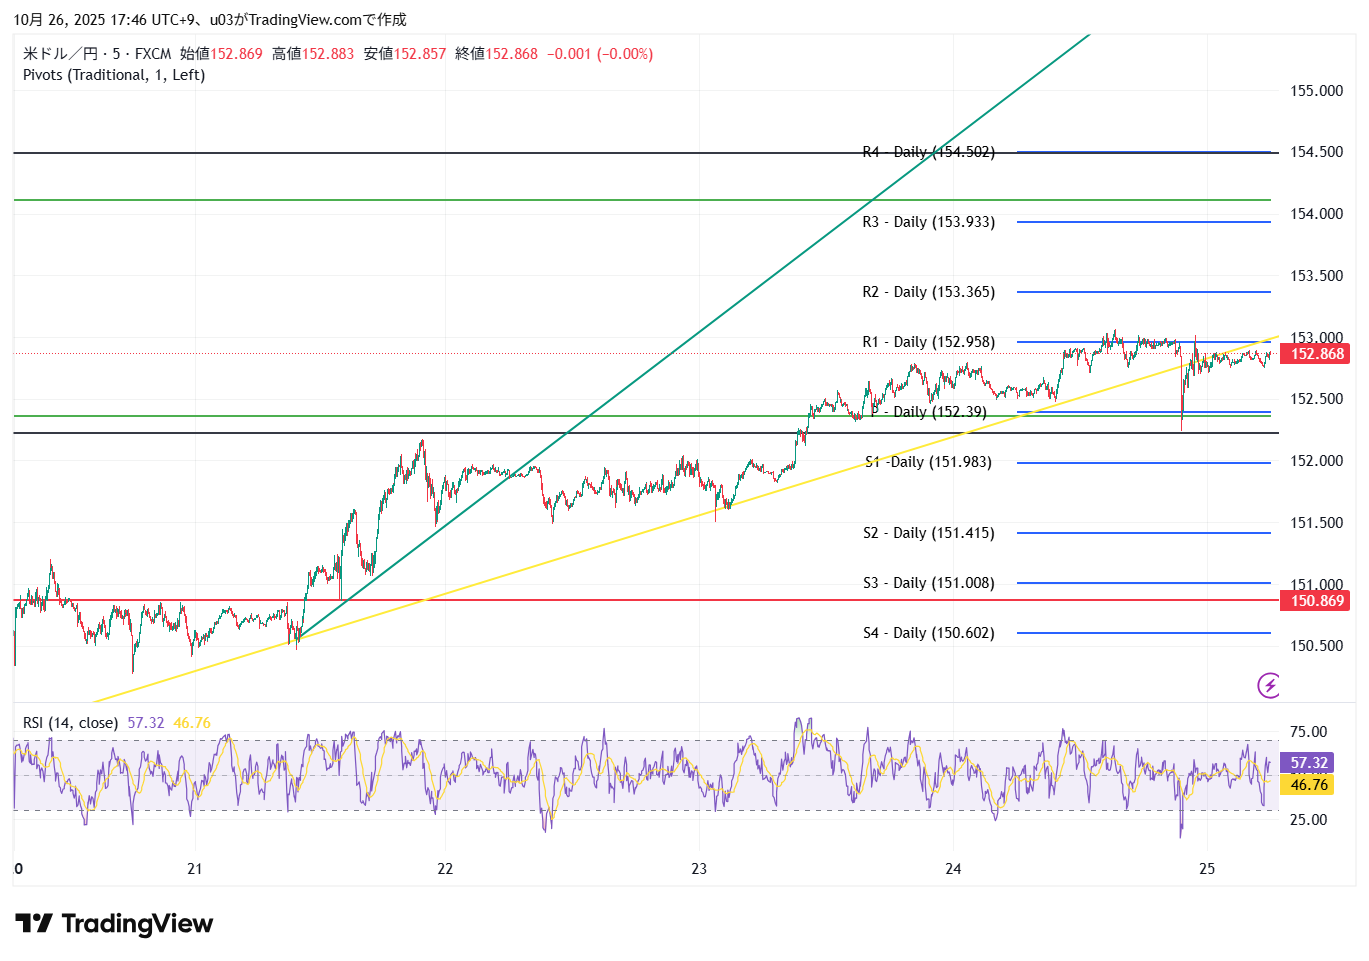 10月 26, 2025 17:46 UTC+9、u03がTradingView.comで作成
米ドル／円・5・FXCM 始値152.869 高値152.883 安値152.857 終値152.868 −0.001 (−0.00%)
Pivots (Traditional, 1, Left)
155.000
R4 - Daily (154.502)
154.500
154.000
R3 - Daily (153.933)
153.500
R2 - Daily (153.365)
153.000
R1 - Daily (152.958)
152.868
152.500
P - Daily (152.39)
152.000
S1 -Daily (151.983)
151.500
S2 - Daily (151.415)
151.000
S3 - Daily (151.008)
150.869
S4 - Daily (150.602)
150.500
RSI (14, close) 57.32 46.76
75.00
57.32
46.76
25.00
0 21 22 23 24 25
TradingView